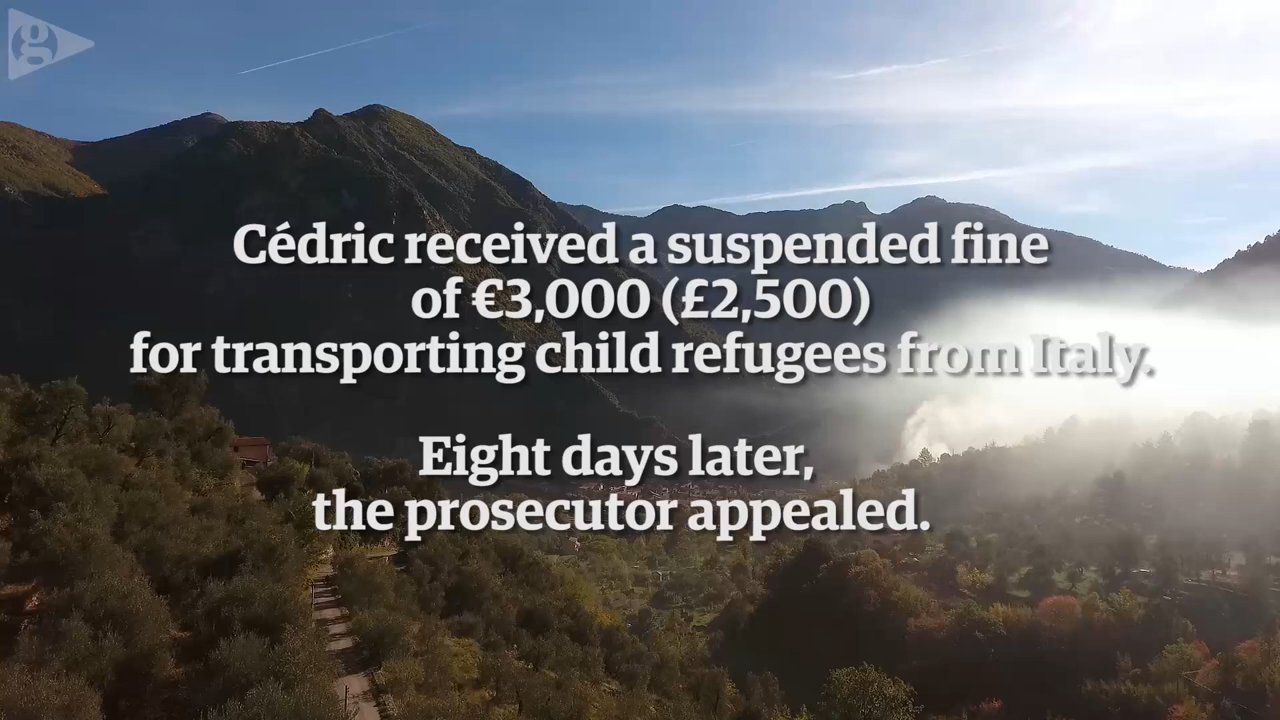 g
Cédric received a suspended fine
of €3,000 (£2,500)
for transporting child refugees from Italy.
Eight days later,
the prosecutor appealed.